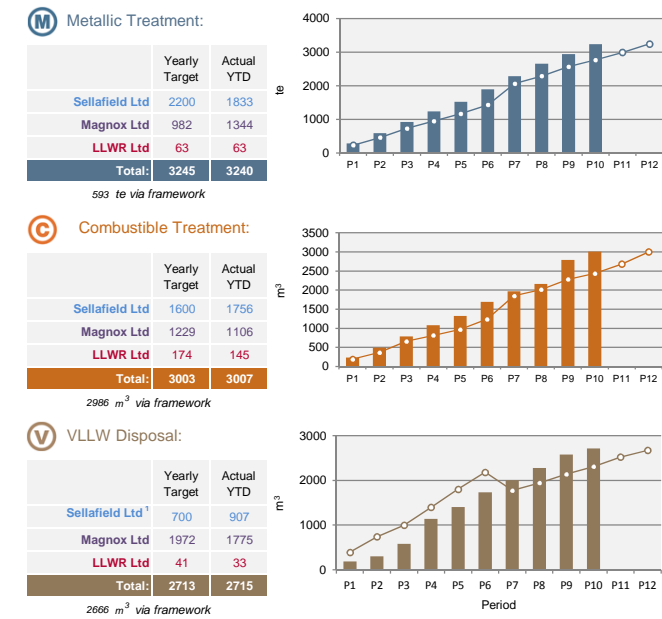 M Metallic Treatment:
Yearly Target Actual YTD
Sellafield Ltd 2200 1833
Magnox Ltd 982 1344
LLWR Ltd 63 63
Total: 3245 3240
593 te via framework
te
4000
3000
2000
1000
0
P1 P2 P3 P4 P5 P6 P7 P8 P9 P10 P11 P12
C Combustible Treatment:
Yearly Target Actual YTD
Sellafield Ltd 1600 1756
Magnox Ltd 1229 1106
LLWR Ltd 174 145
Total: 3003 3007
2986 m³ via framework
m³
3500
3000
2500
2000
1500
1000
500
0
P1 P2 P3 P4 P5 P6 P7 P8 P9 P10 P11 P12
V VLLW Disposal:
Yearly Target Actual YTD
Sellafield Ltd ¹ 700 907
Magnox Ltd 1972 1775
LLWR Ltd 41 33
Total: 2713 2715
2666 m³ via framework
m³
3000
2000
1000
0
P1 P2 P3 P4 P5 P6 P7 P8 P9 P10 P11 P12
Period